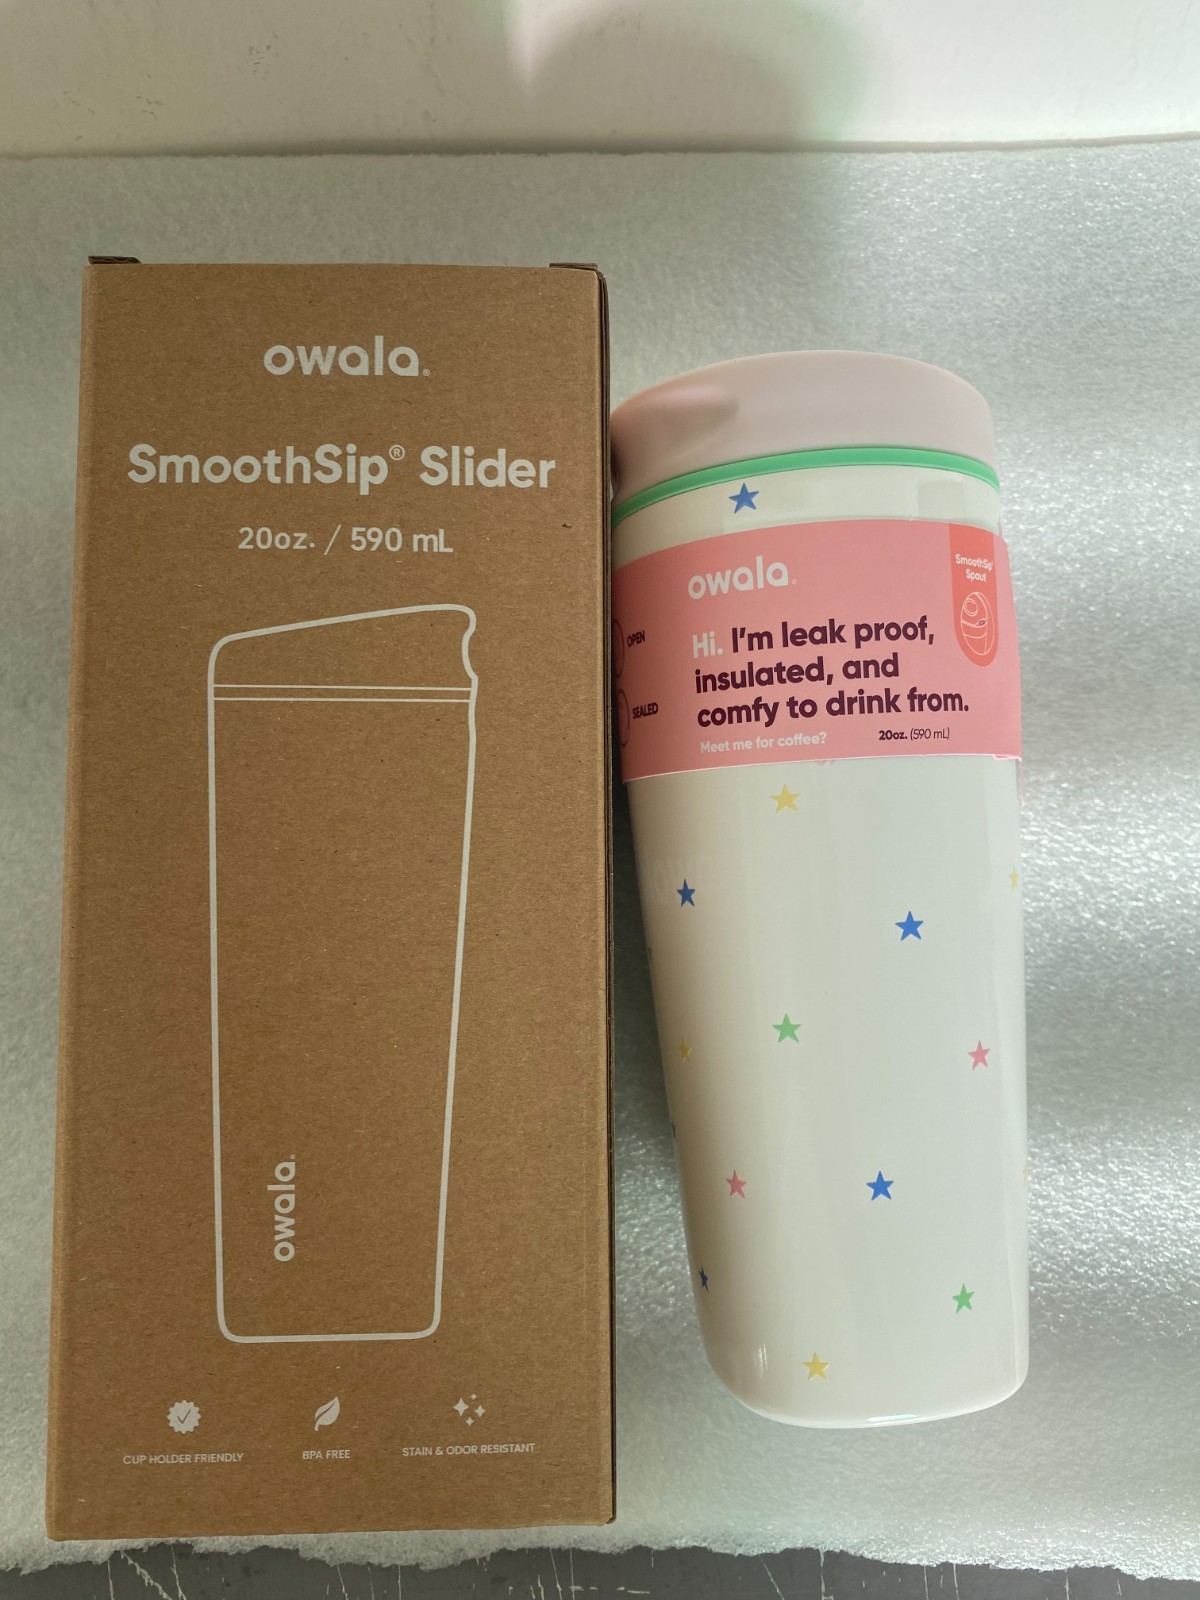 owala®
SmoothSip® Slider
20oz. / 590 mL
owala®
CUP HOLDER FRIENDLY
BPA FREE
STAIN & ODOR RESISTANT
owala®
SmoothSip®
Spout
OPEN
SEALED
Hi. I'm leak proof,
insulated, and
comfy to drink from.
Meet me for coffee?
20oz. (590 mL)